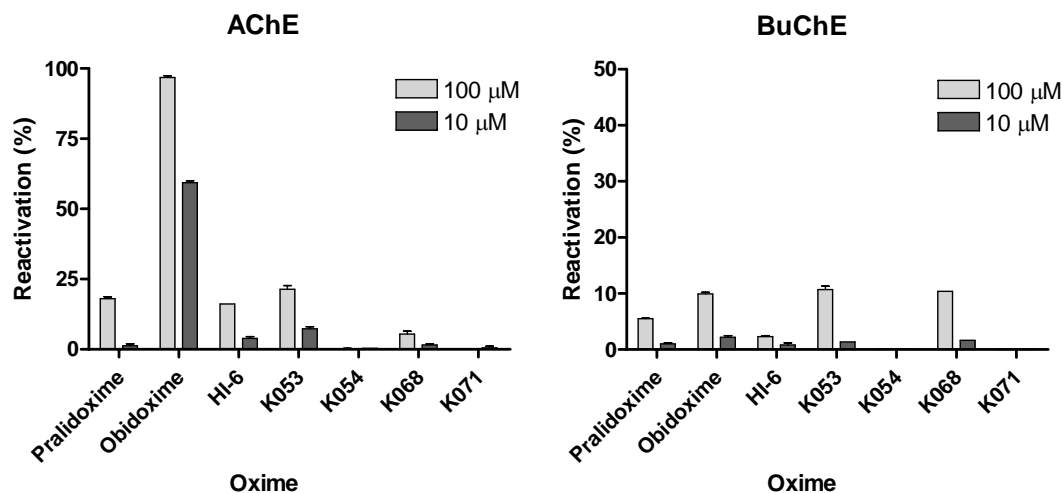 AChE
Reactivation (%)
100
75
50
25
0
100 μM
10 μM
Pralidoxime
Obidoxime
HI-6
K053
K054
K068
K071
Oxime
BuChE
Reactivation (%)
50
40
30
20
10
0
100 μM
10 μM
Pralidoxime
Obidoxime
HI-6
K053
K054
K068
K071
Oxime